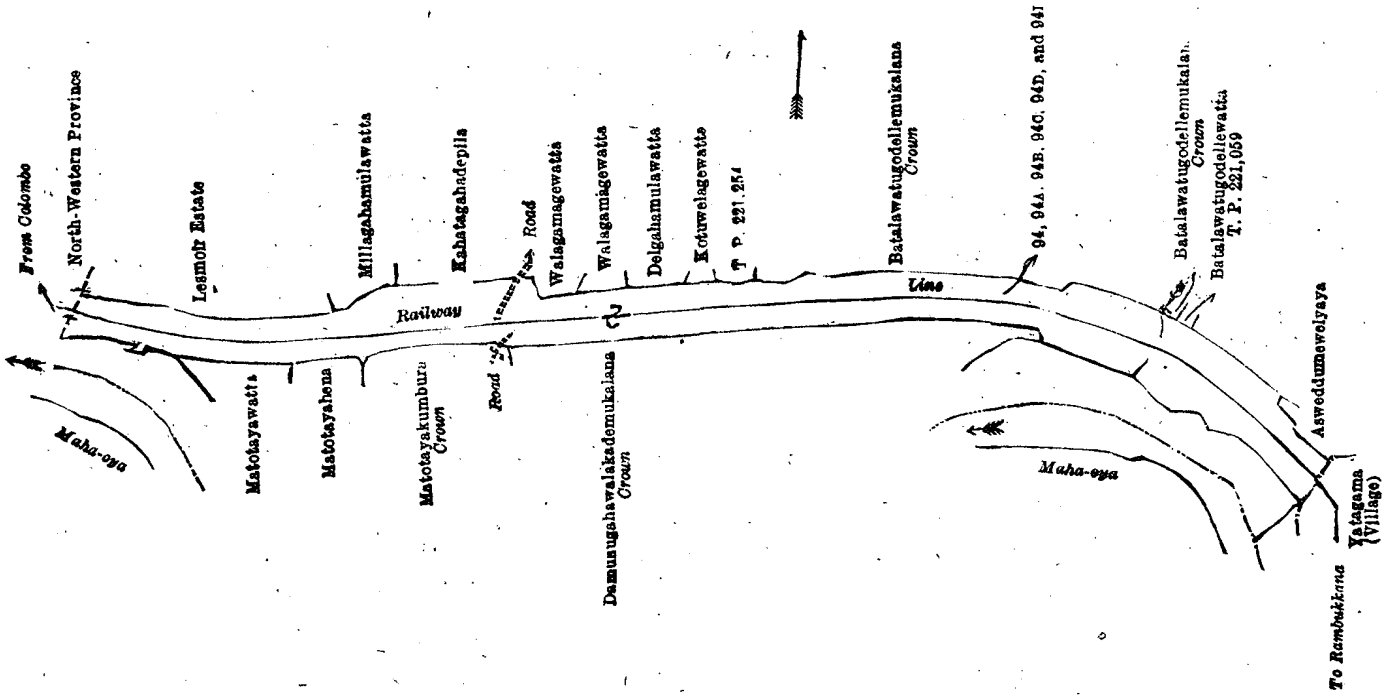 From Colombo
North-Western Province
Lesmoir Estate
Millagahamulawatta
Kahatagahadepila
Road
Walagamagewatta
Walagamagewatta
Delgahamulawatta
Kotuwelagewatta
T P. 221,254
Batalawatugodellemukalana
Crown
94, 94A, 94B, 94C, 94D, and
Batalawatugodellemukalan
Crown
Batalawatugodellewatta
T. P. 221,059
Asweddumewelyaya
Railway
Line
Maha-oya
Matotayawatta
Matotayahena
Matotayakumbura
Crown
Road
Damunugahawalakademukalana
Crown
Maha-oya
Yatagama
(Village)
To Rambukkana